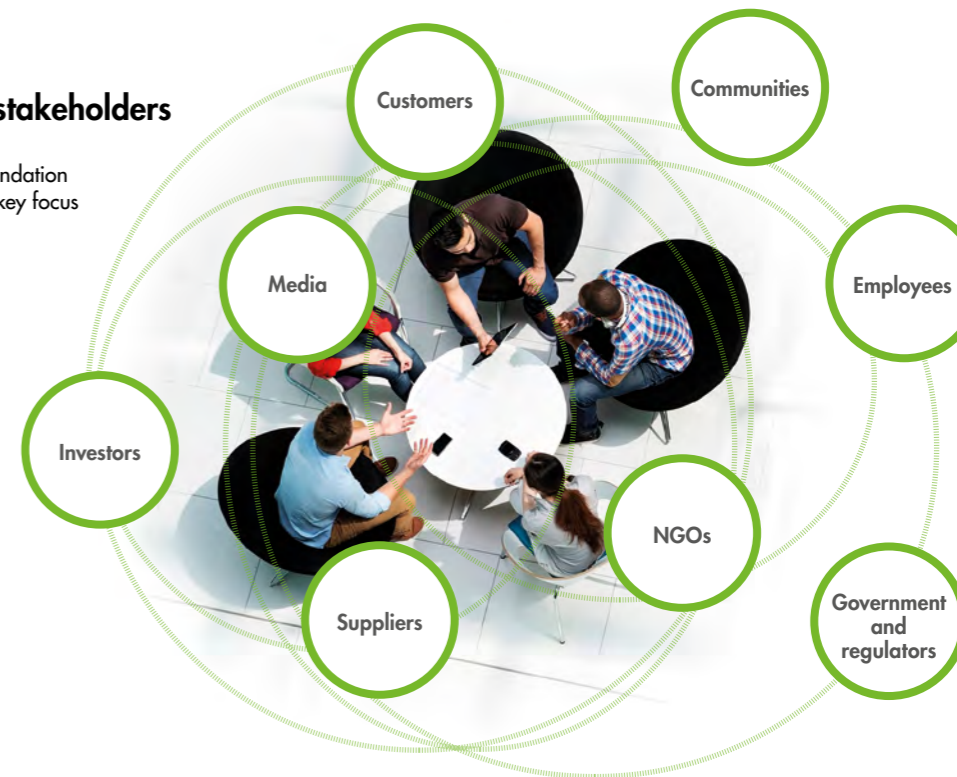 stakeholders
ndation
key focus
Customers
Communities
Media
Employees
Investors
NGOs
Suppliers
Government
and
regulators